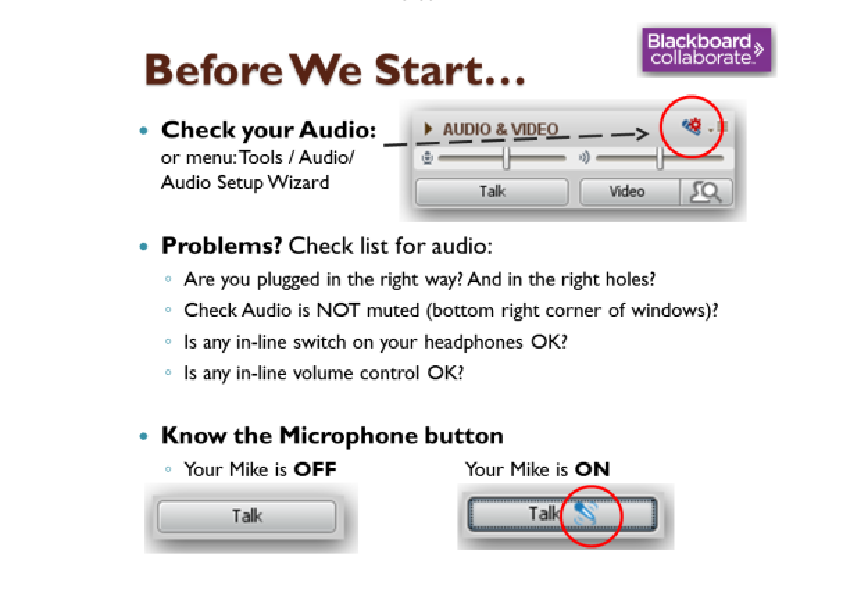 Blackboard
collaborate™
Before We Start...
• Check your Audio:
or menu: Tools / Audio/
Audio Setup Wizard
AUDIO & VIDEO
Talk
Video
• Problems? Check list for audio:
◦ Are you plugged in the right way? And in the right holes?
◦ Check Audio is NOT muted (bottom right corner of windows)?
◦ Is any in-line switch on your headphones OK?
◦ Is any in-line volume control OK?
• Know the Microphone button
◦ Your Mike is OFF
Your Mike is ON
Talk
Talk